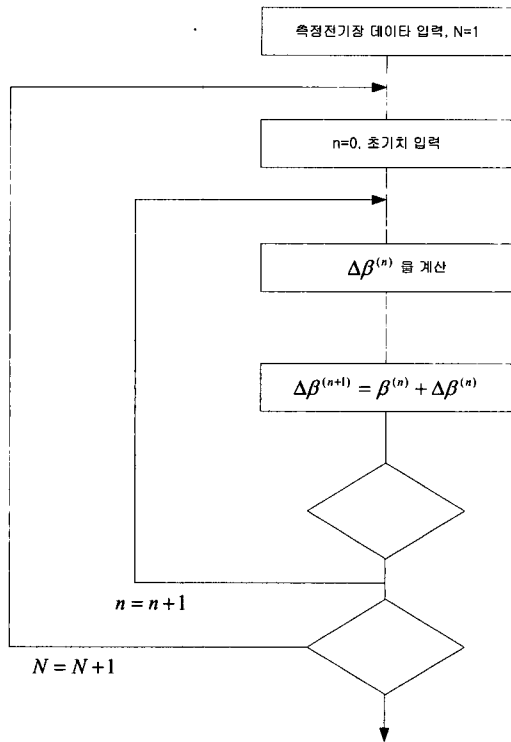 측정전기장 데이타 입력, N=1
n=0, 초기치 입력
Δβ⁽ⁿ⁾ 을 계산
Δβ⁽ⁿ⁺¹⁾ = β⁽ⁿ⁾ + Δβ⁽ⁿ⁾
n = n+1
N = N+1